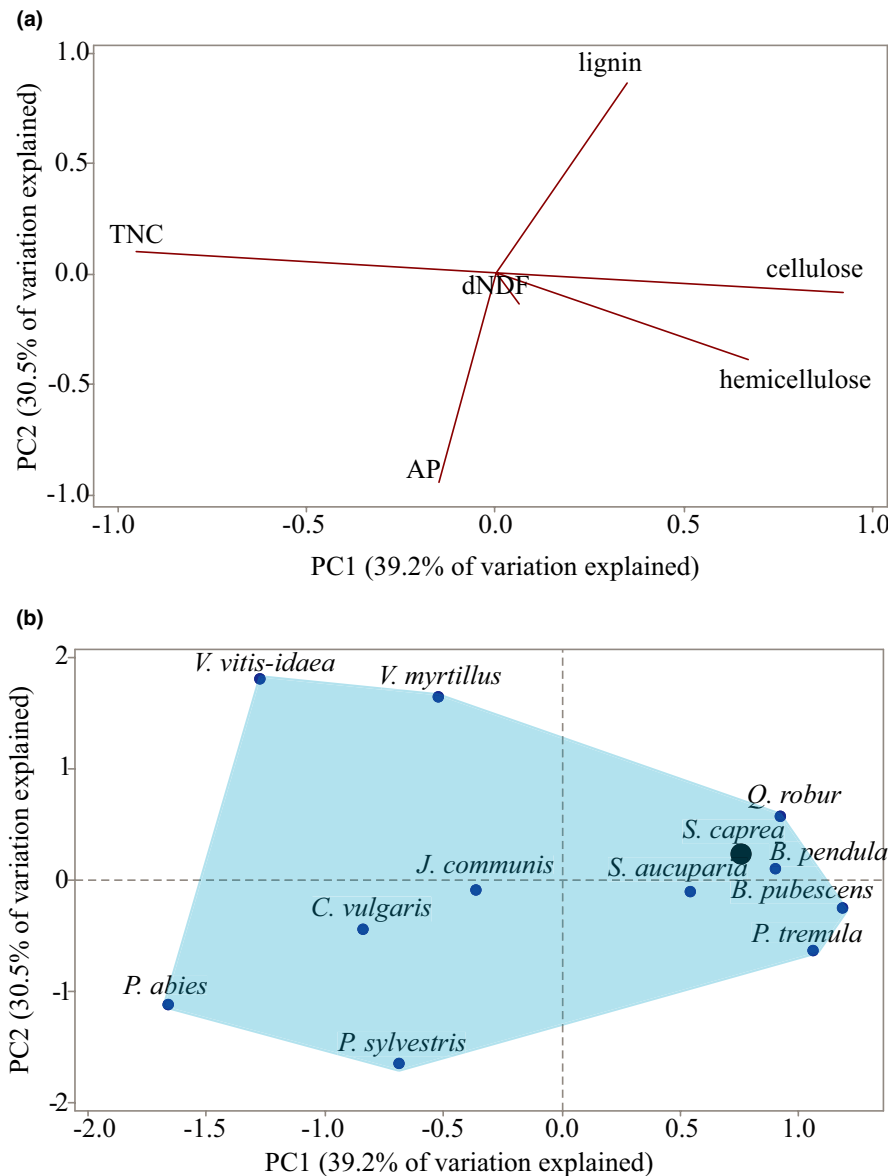 (a)
1.0
lignin
0.5
TNC
0.0
cellulose
dNDF
hemicellulose
-0.5
AP
-1.0
PC2 (30.5% of variation explained)
-1.0 -0.5 0.0 0.5 1.0
PC1 (39.2% of variation explained)
(b)
2
V. vitis-idaea
V. myrtillus
1
Q. robur
S. caprea
B. pendula
J. communis
S. aucuparia
0
B. pubescens
C. vulgaris
P. tremula
-1
P. abies
P. sylvestris
-2
PC2 (30.5% of variation explained)
-2.0 -1.5 -1.0 -0.5 0.0 0.5 1.0
PC1 (39.2% of variation explained)